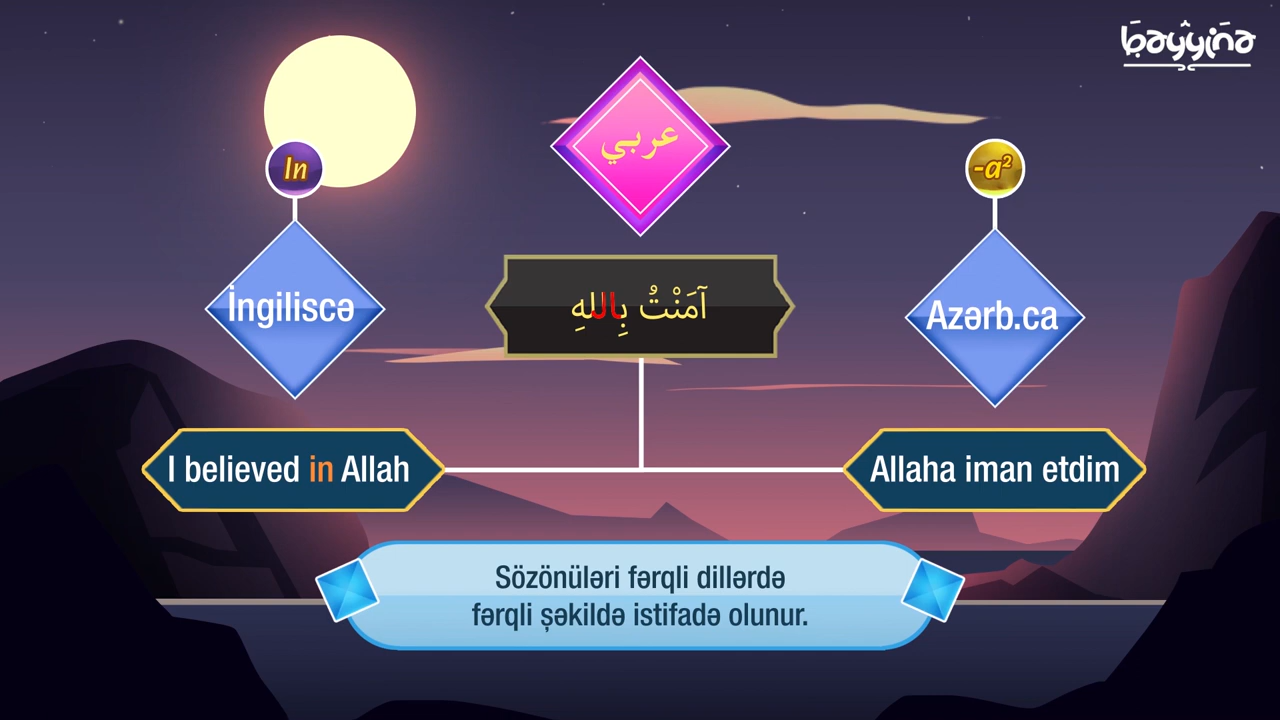 bayyina
عربي
In
-a²
İngiliscə
آمَنْتُ بِاللهِ
Azərb.ca
I believed in Allah
Allaha iman etdim
Sözönüləri fərqli dillərdə
fərqli şəkildə istifadə olunur.